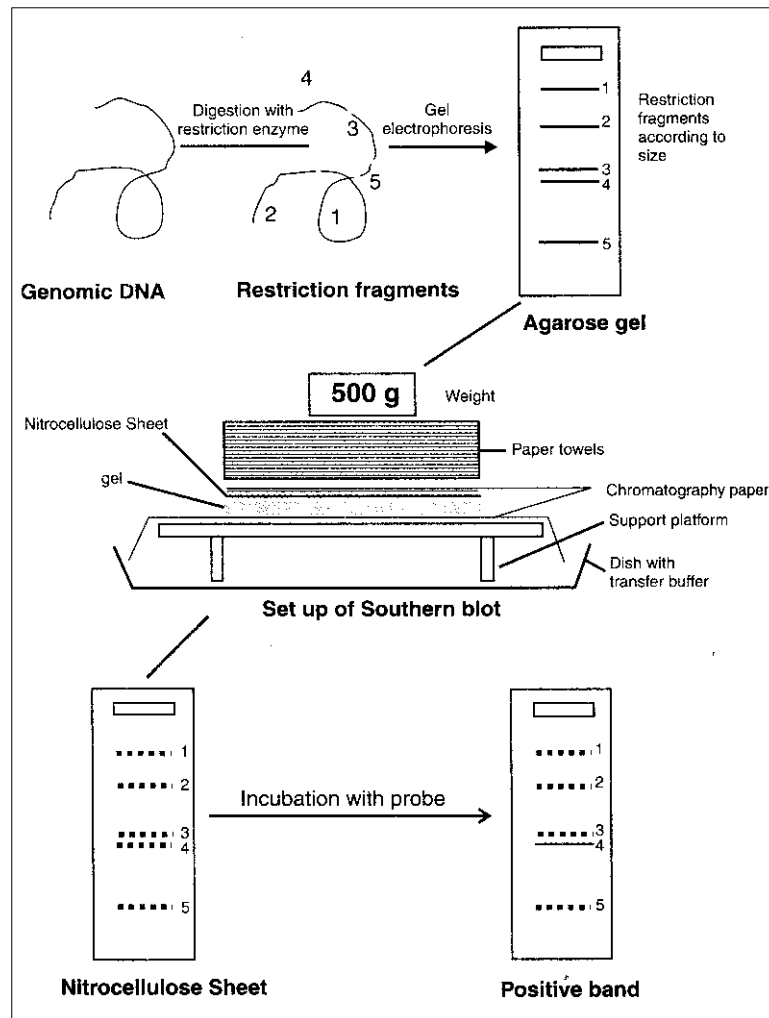 4
Digestion with
restriction enzyme
3
5
2
1
Gel
electrophoresis
1
2
3
4
5
Restriction
fragments
according to
size
Genomic DNA
Restriction fragments
Agarose gel
500 g
Weight
Nitrocellulose Sheet
Paper towels
gel
Chromatography paper
Support platform
Dish with
transfer buffer
Set up of Southern blot
1
2
3
4
5
Incubation with probe
1
2
3
4
5
Nitrocellulose Sheet
Positive band